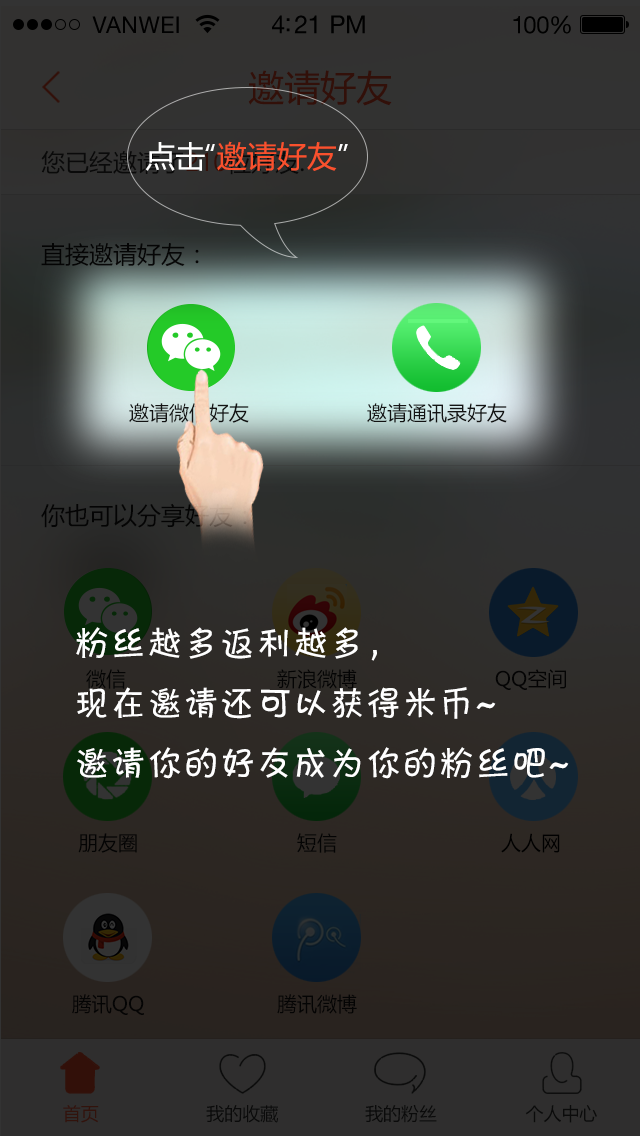 VANWEI 4:21 PM 100%
邀请好友
点击“邀请好友”
您已经邀请
直接邀请好友：
邀请微信好友 邀请通讯录好友
你也可以分享好友：
粉丝越多返利越多，
微信 新浪微博 QQ空间
现在邀请还可以获得米币~
邀请你的好友成为你的粉丝吧~
朋友圈 短信 人人网
腾讯QQ 腾讯微博
首页 我的收藏 我的粉丝 个人中心